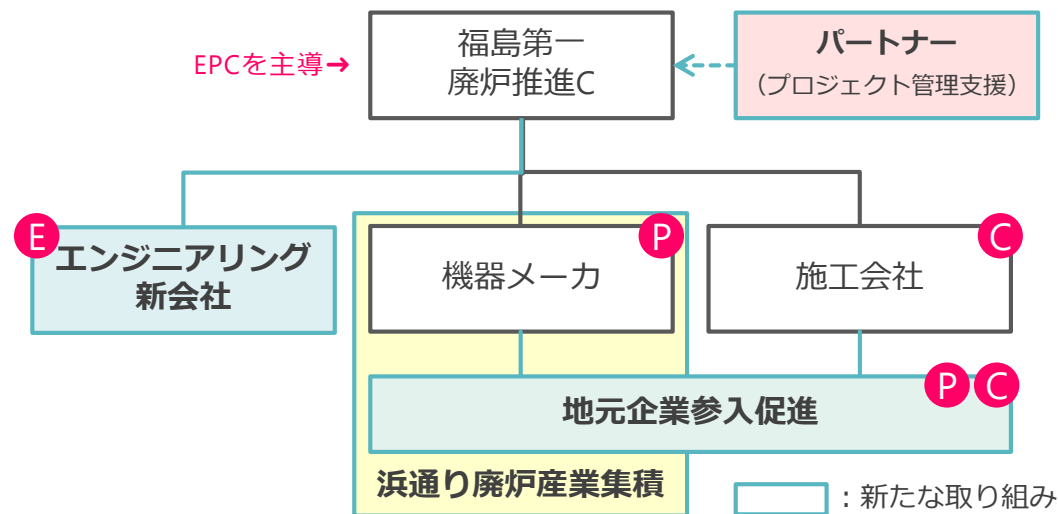 EPCを主導→
福島第一
廃炉推進C
パートナー
（プロジェクト管理支援）
E
エンジニアリング
新会社
P
機器メーカ
C
施工会社
P C
地元企業参入促進
浜通り廃炉産業集積
：新たな取り組み